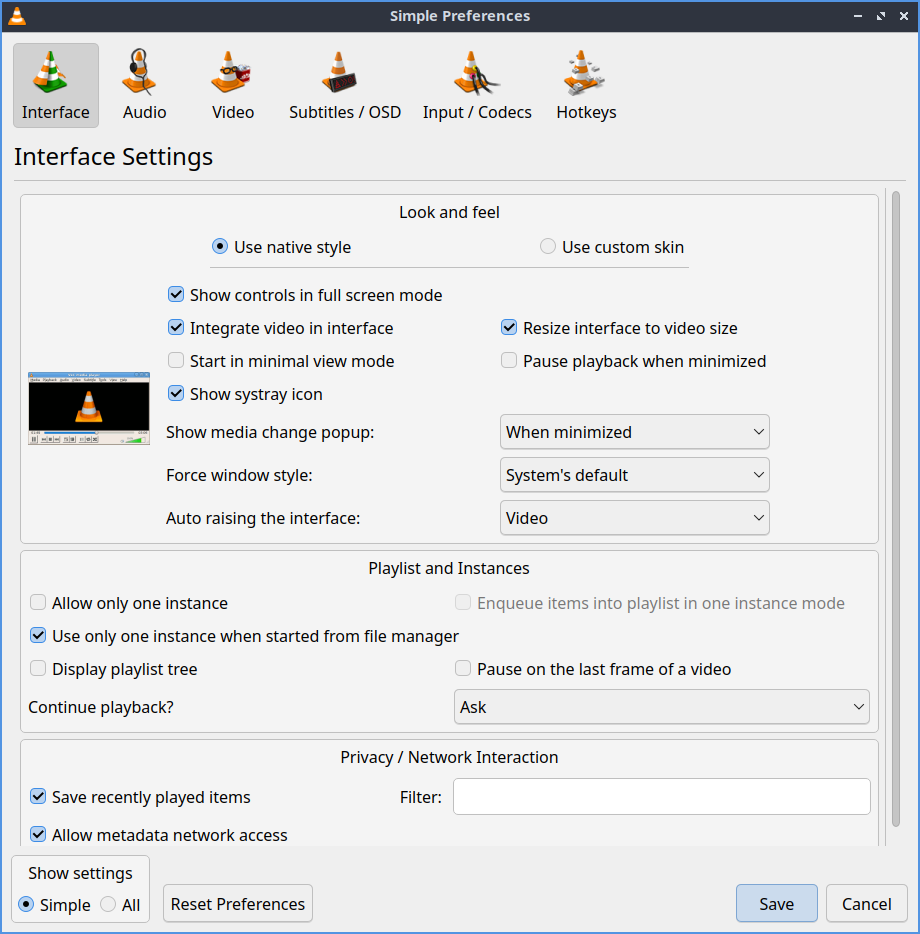 Simple Preferences
Interface Audio Video Subtitles / OSD Input / Codecs Hotkeys
Interface Settings
Look and feel
Use native style Use custom skin
Show controls in full screen mode
Integrate video in interface Resize interface to video size
Start in minimal view mode Pause playback when minimized
Show systray icon
Show media change popup: When minimized
Force window style: System's default
Auto raising the interface: Video
Playlist and Instances
Allow only one instance Enqueue items into playlist in one instance mode
Use only one instance when started from file manager
Display playlist tree Pause on the last frame of a video
Continue playback? Ask
Privacy / Network Interaction
Save recently played items Filter:
Allow metadata network access
Show settings
Simple All Reset Preferences Save Cancel